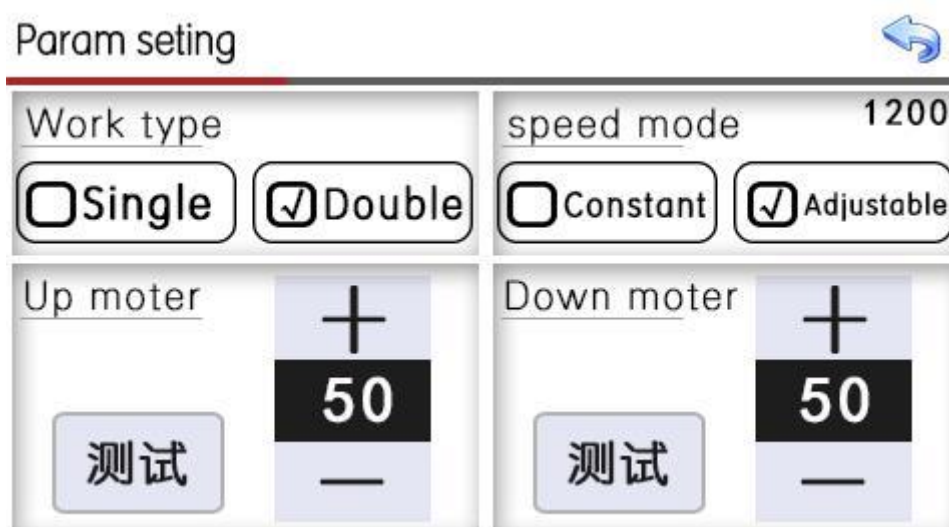 Param seting
Work type
speed mode 1200
Single Double
Constant Adjustable
Up moter
+
50
测试
—
Down moter
+
50
测试
—